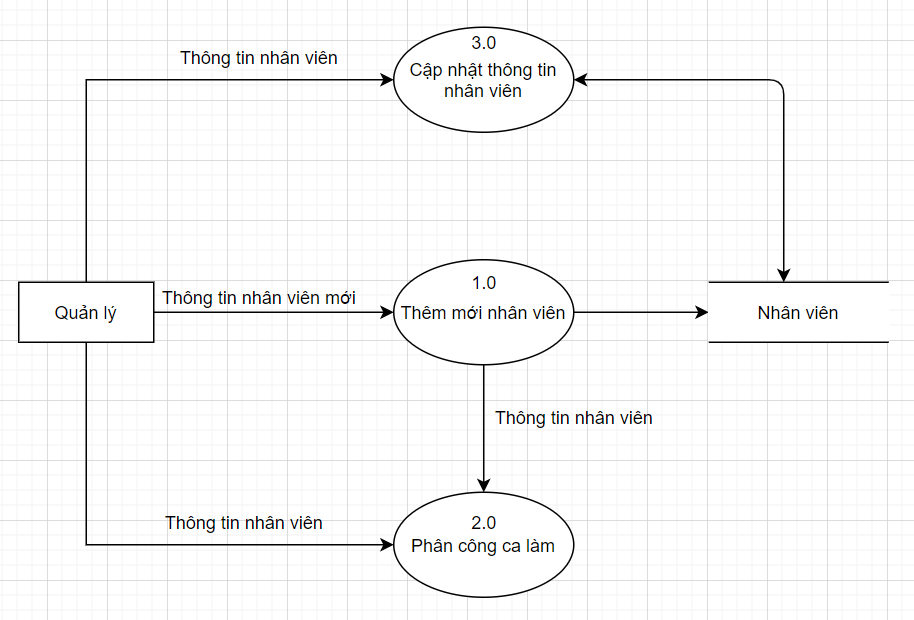 Thông tin nhân viên
3.0
Cập nhật thông tin
nhân viên
Quản lý
Thông tin nhân viên mới
1.0
Thêm mới nhân viên
Nhân viên
Thông tin nhân viên
Thông tin nhân viên
2.0
Phân công ca làm